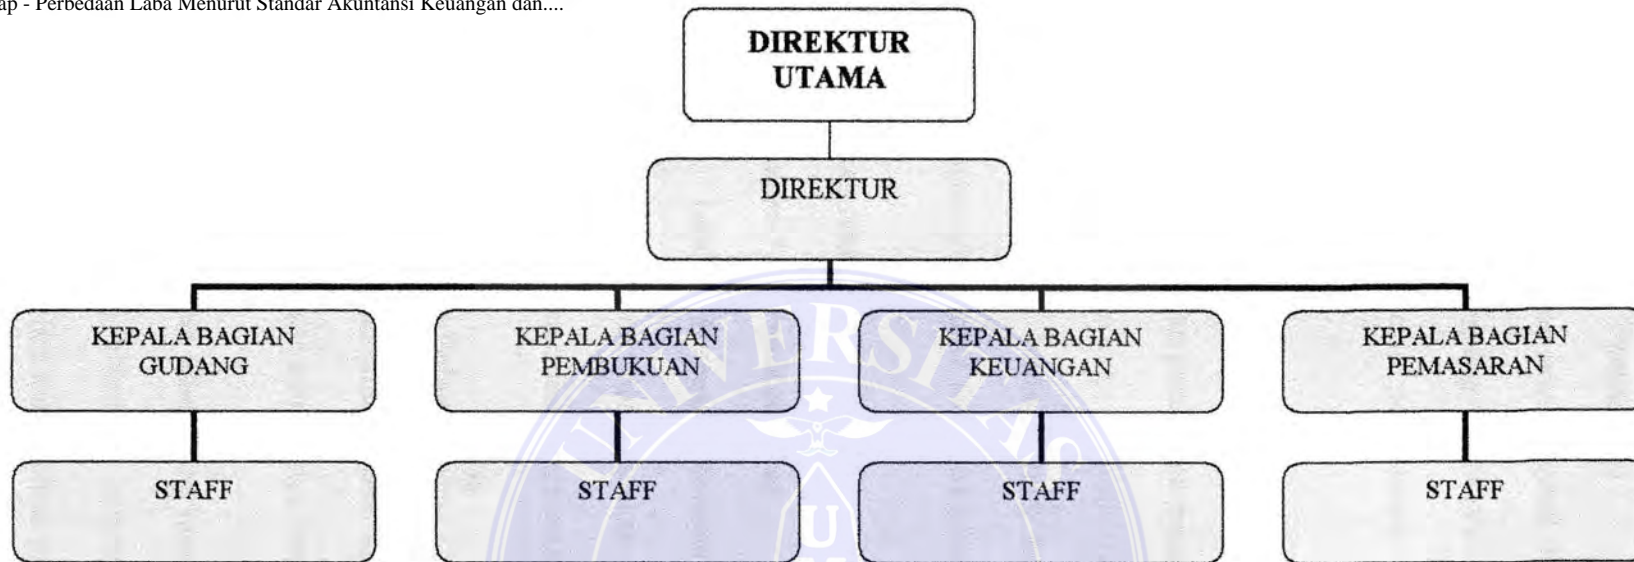 ap - Perbedaan Laba Menurut Standar Akuntansi Keuangan dan....
DIREKTUR
UTAMA
DIREKTUR
KEPALA BAGIAN
GUDANG
KEPALA BAGIAN
PEMBUKUAN
KEPALA BAGIAN
KEUANGAN
KEPALA BAGIAN
PEMASARAN
STAFF
STAFF
STAFF
STAFF
UNIVERSITAS
U